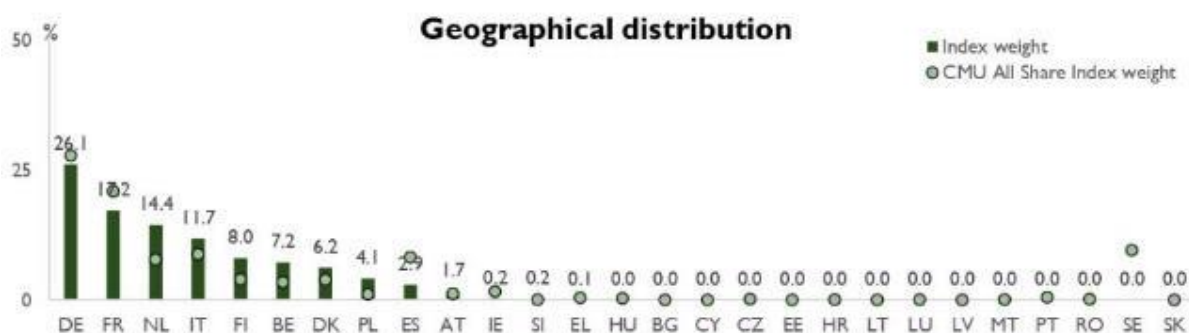 Geographical distribution
%
50
25
0
Index weight
CMU All Share Index weight
26.1 17.2 14.4 11.7 8.0 7.2 6.2 4.1 2.9 1.7 0.2 0.2 0.1 0.0 0.0 0.0 0.0 0.0 0.0 0.0 0.0 0.0 0.0 0.0 0.0 0.0 0.0
DE FR NL IT FI BE DK PL ES AT IE SI EL HU BG CY CZ EE HR LT LU LV MT PT RO SE SK